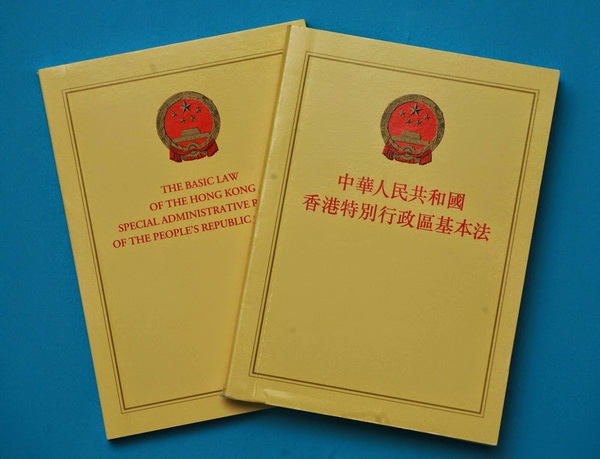 THE BASIC LAW
OF THE HONG KONG
SPECIAL ADMINISTRATIVE
OF THE PEOPLE'S REPUBLIC
中華人民共和國
香港特別行政區基本法